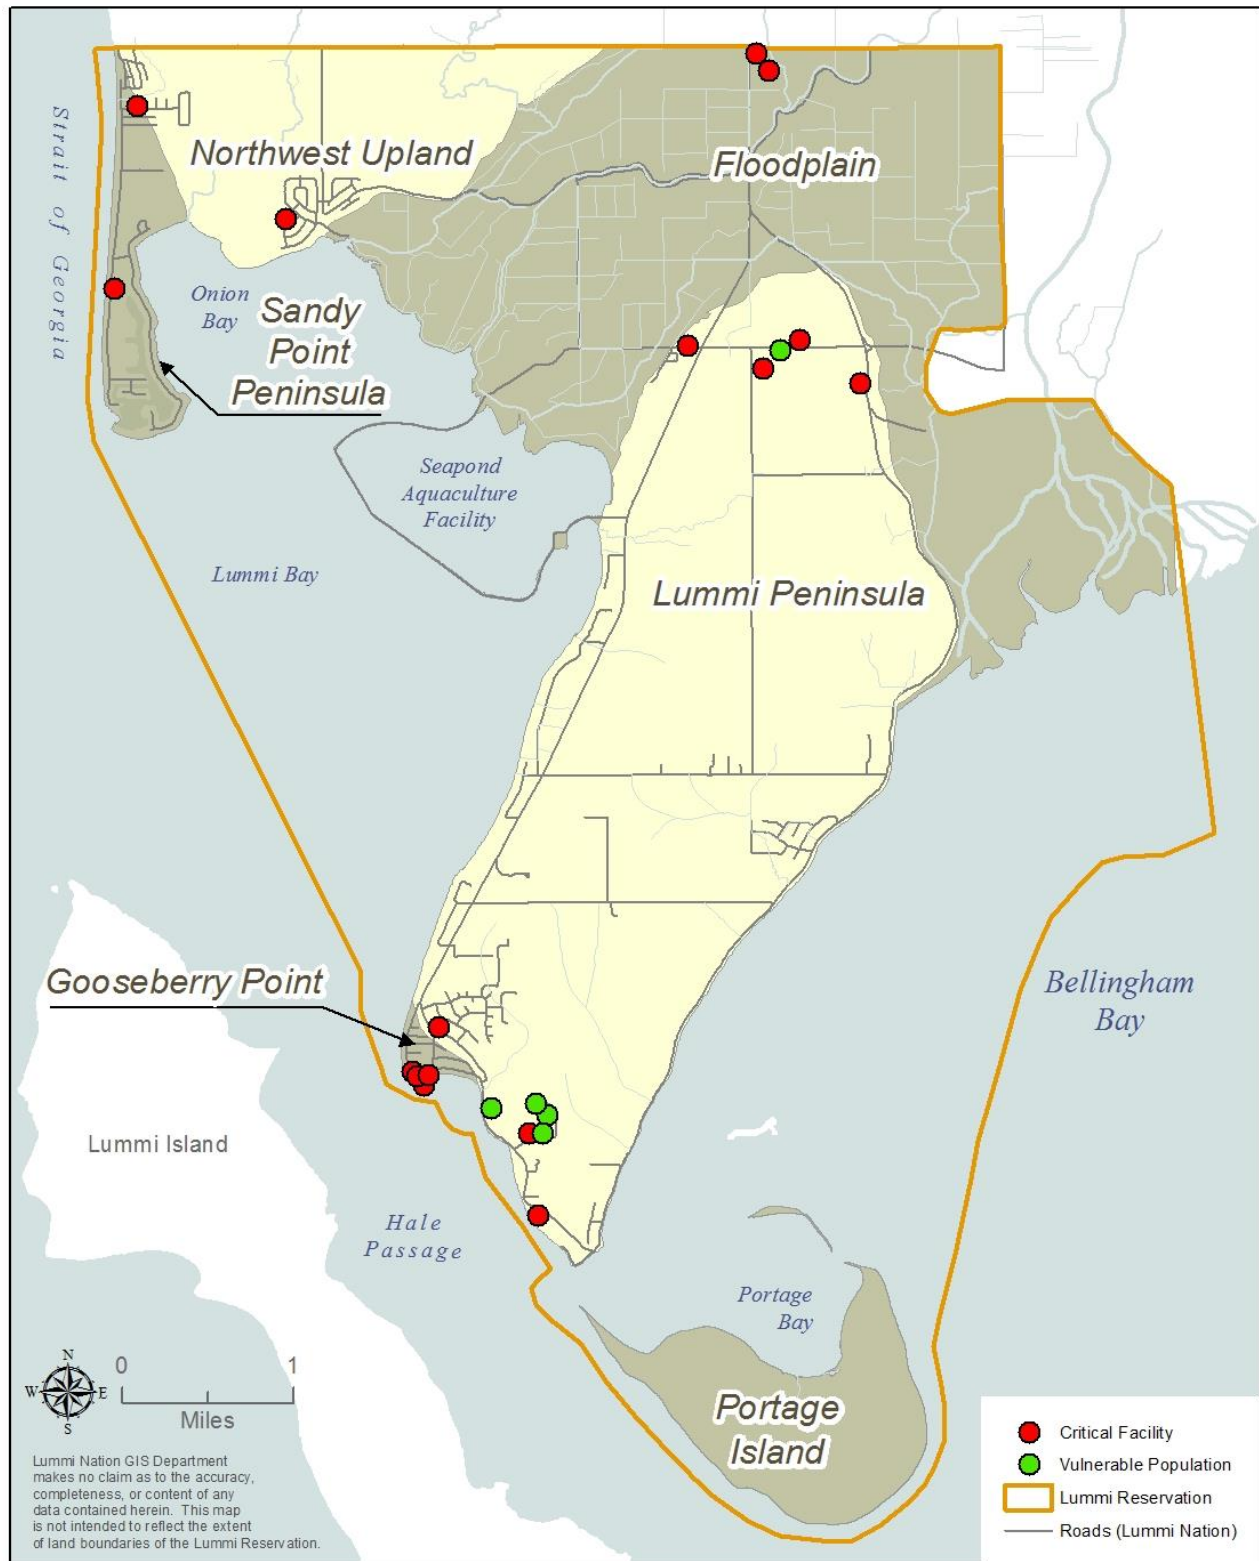 Strait of Georgia
Northwest Upland
Floodplain
Onion
Bay
Sandy
Point
Peninsula
Seapond
Aquaculture
Facility
Lummi Bay
Lummi Peninsula
Gooseberry Point
Bellingham
Bay
Lummi Island
Hale
Passage
Portage
Bay
Portage
Island
N
W E
S
0 1
Miles
Lummi Nation GIS Department
makes no claim as to the accuracy,
completeness, or content of any
data contained herein. This map
is not intended to reflect the extent
of land boundaries of the Lummi Reservation.
Critical Facility
Vulnerable Population
Lummi Reservation
Roads (Lummi Nation)